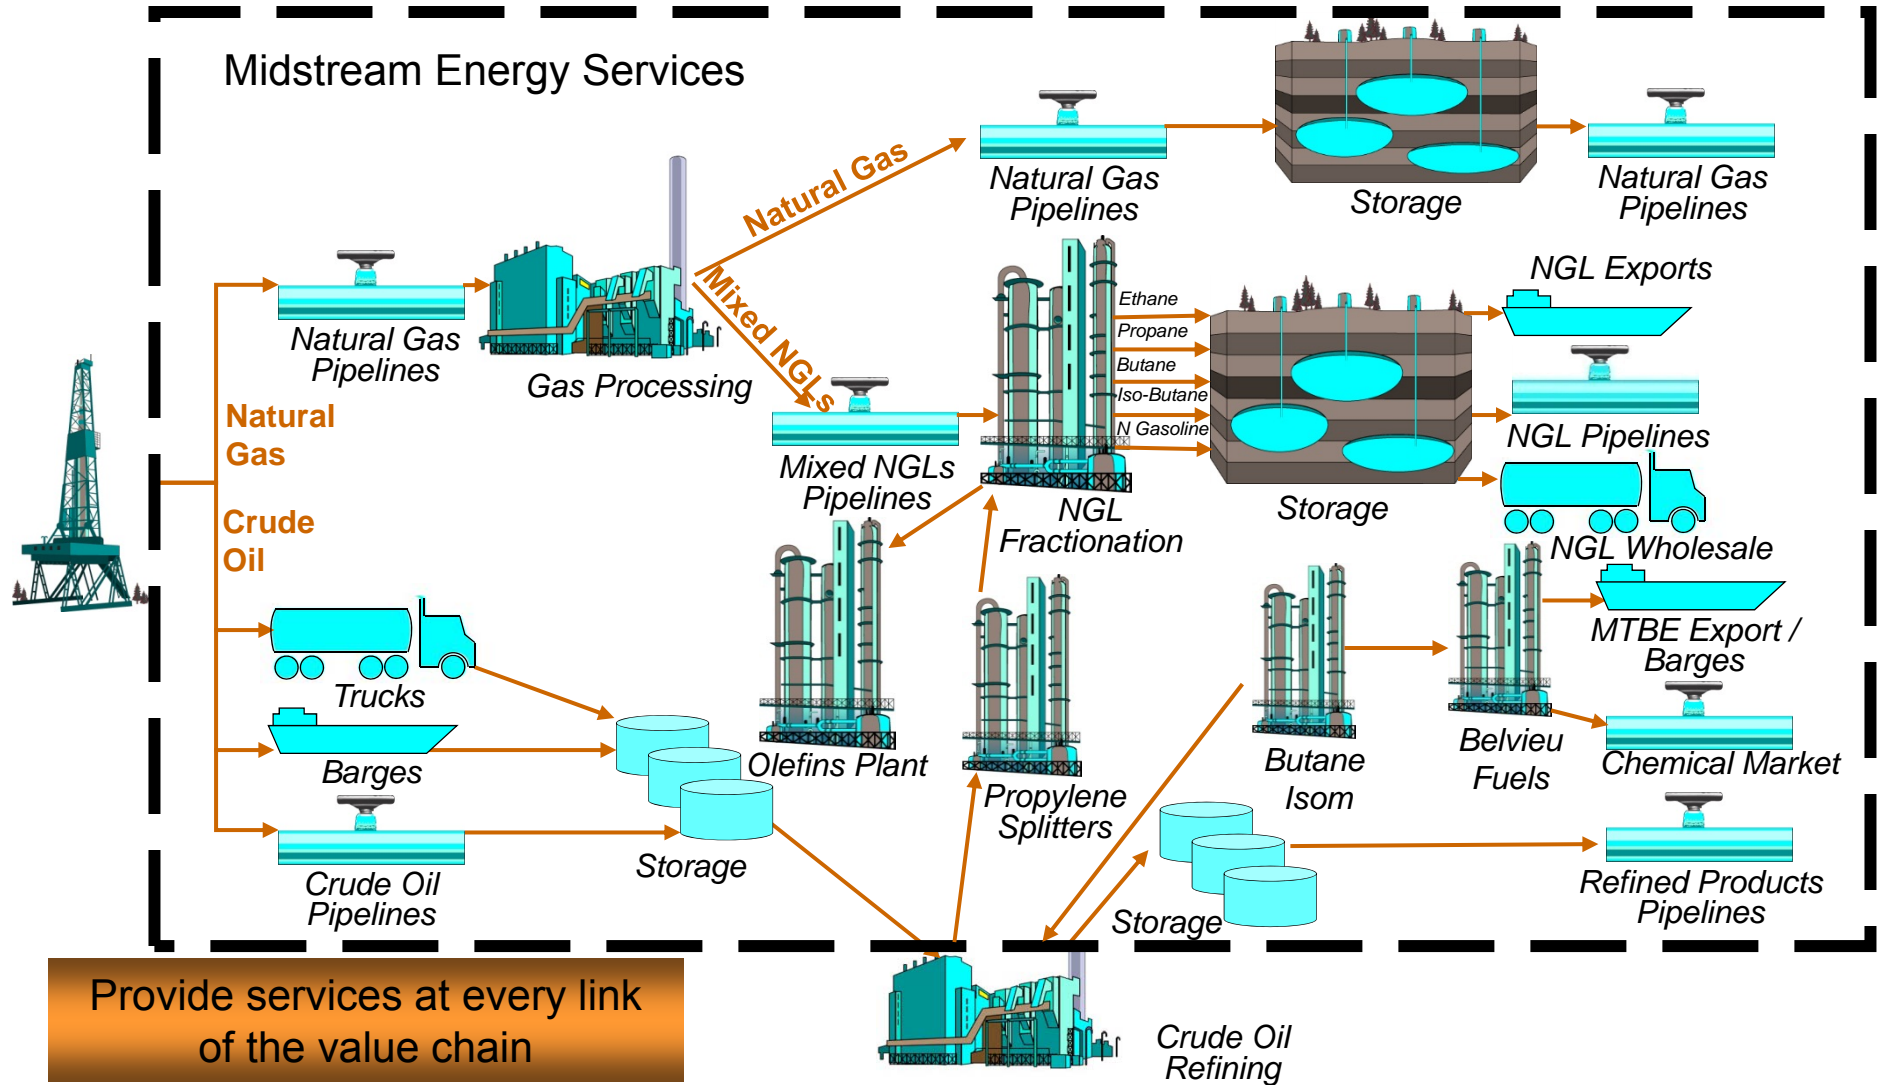 Midstream Energy Services
Natural Gas
Pipelines
Storage
Natural Gas
Pipelines
Natural Gas
Mixed NGLs
Natural Gas
Pipelines
Gas Processing
Natural
Gas
Crude
Oil
Mixed NGLs
Pipelines
NGL
Fractionation
Ethane
Propane
Butane
Iso-Butane
N Gasoline
Storage
NGL Exports
NGL Pipelines
NGL Wholesale
Trucks
Barges
Crude Oil
Pipelines
Storage
Olefins Plant
Propylene
Splitters
Butane
Isom
Belvieu
Fuels
MTBE Export /
Barges
Chemical Market
Storage
Refined Products
Pipelines
Crude Oil
Refining
Provide services at every link
of the value chain